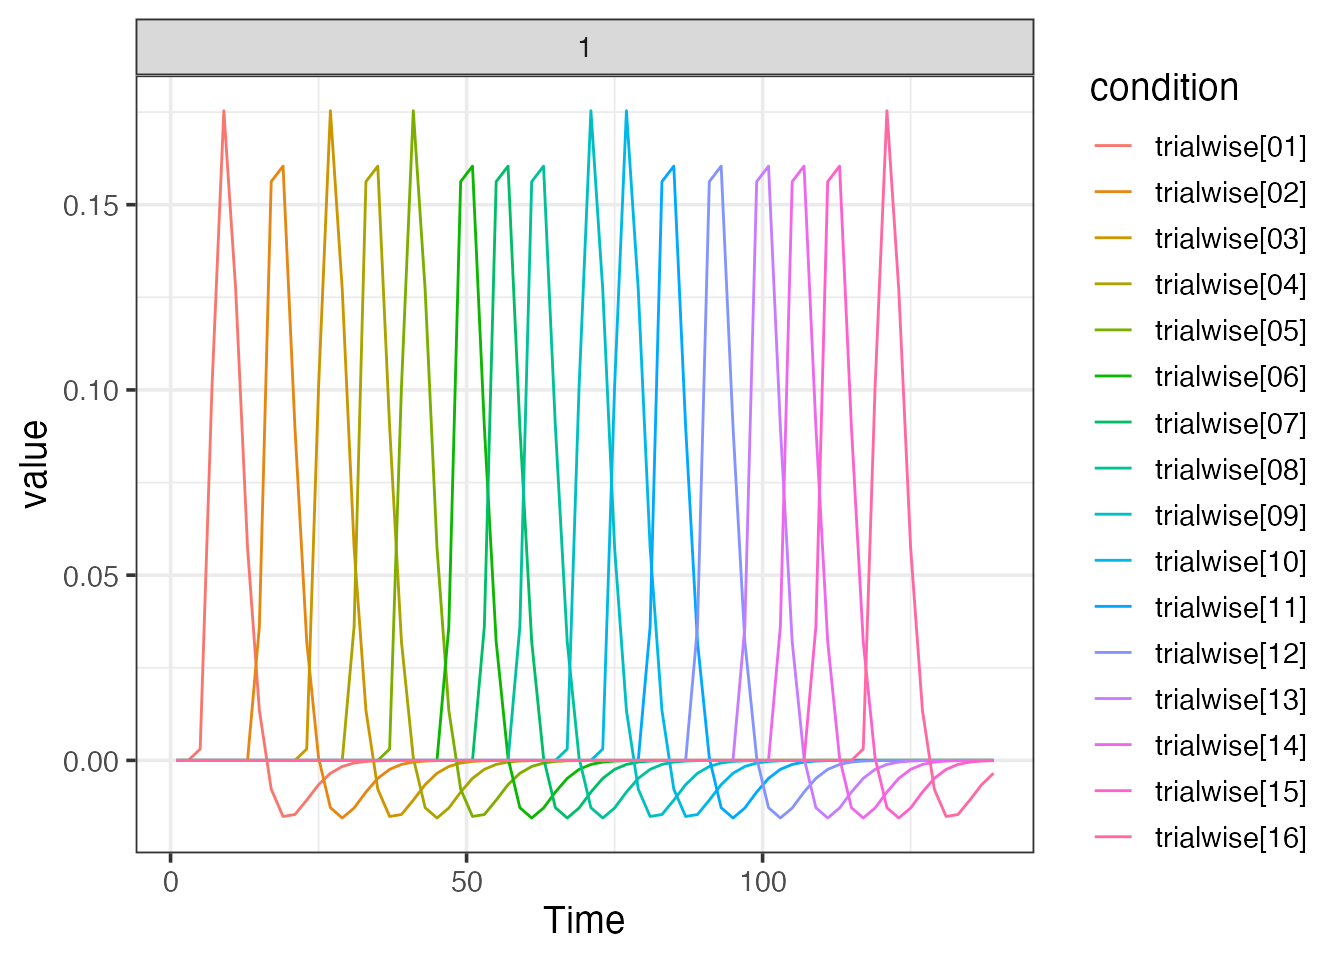 1
condition
trialwise[01]
trialwise[02]
trialwise[03]
trialwise[04]
trialwise[05]
trialwise[06]
trialwise[07]
trialwise[08]
trialwise[09]
trialwise[10]
trialwise[11]
trialwise[12]
trialwise[13]
trialwise[14]
trialwise[15]
trialwise[16]
value
0.15
0.10
0.05
0.00
0 50 100
Time